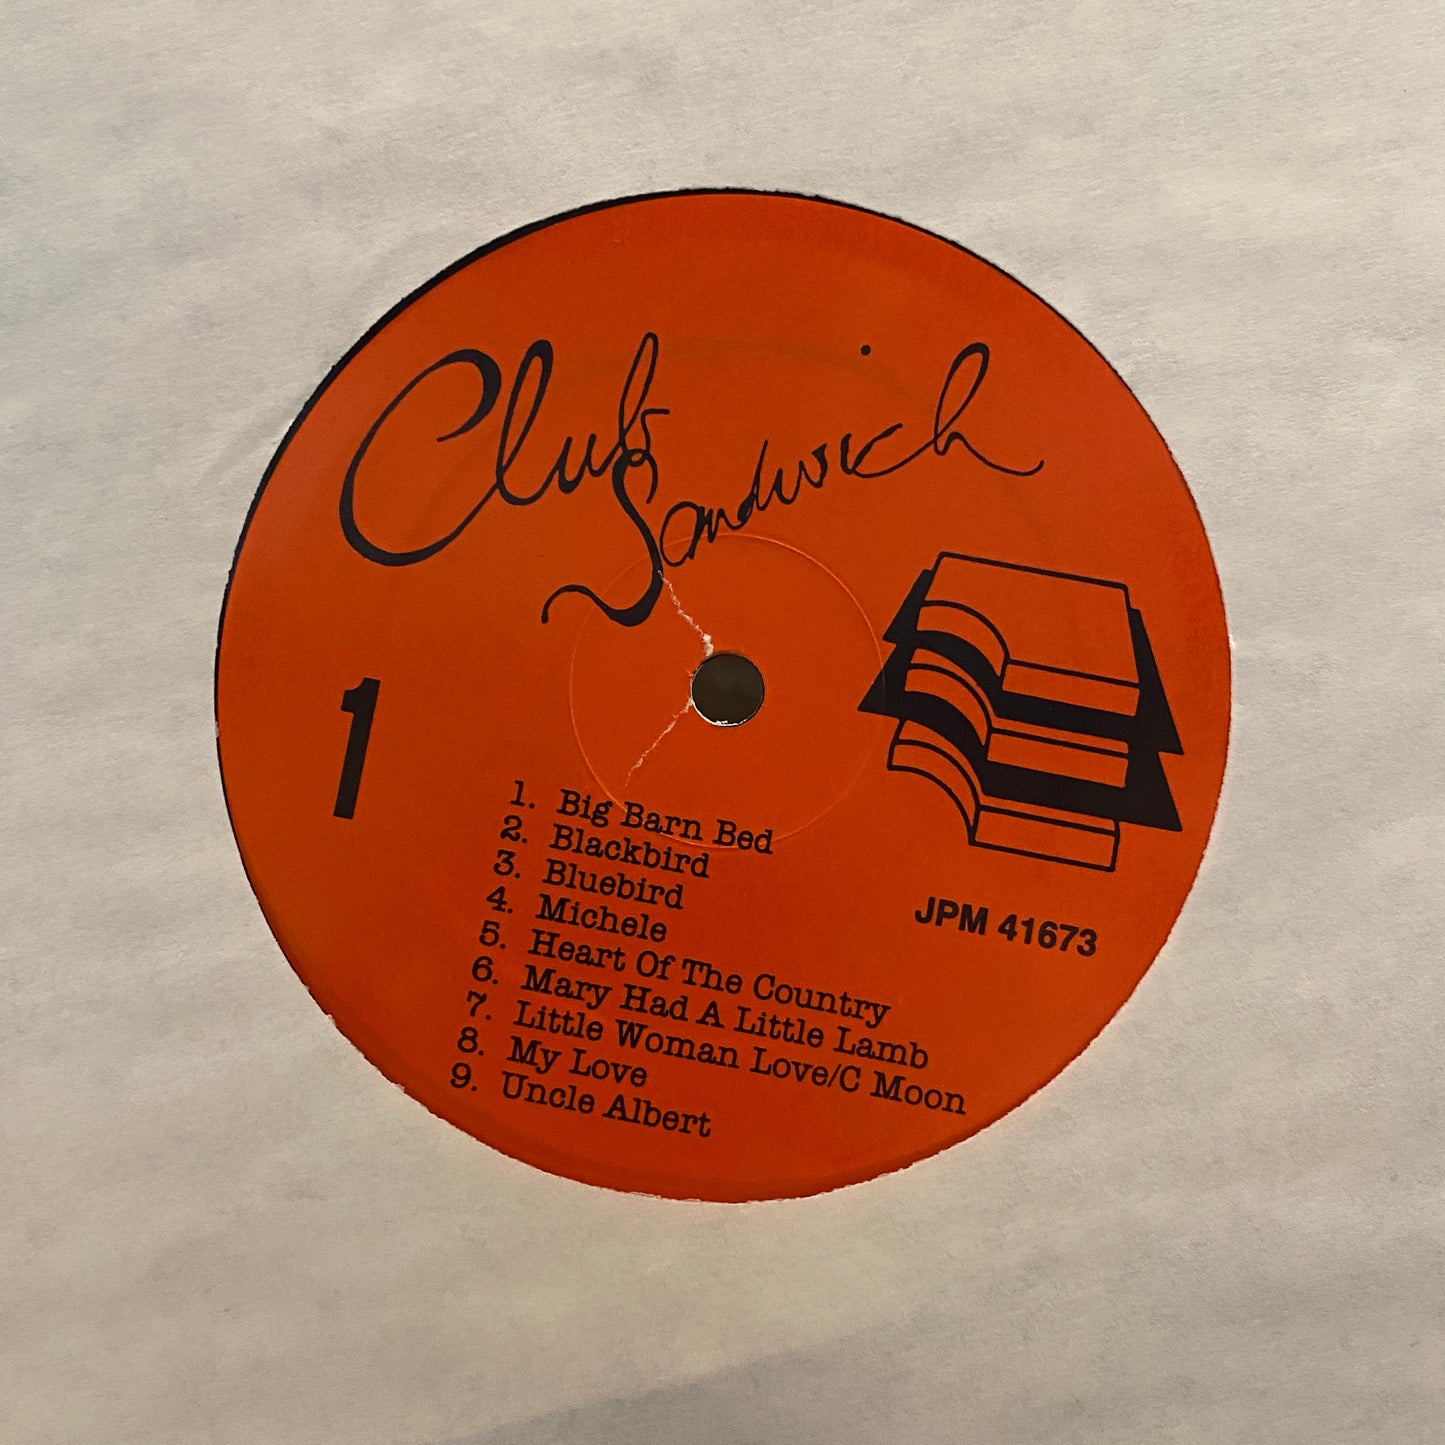 Club
Sandwich
1
1. Big Barn Bed
2. Blackbird
3. Bluebird
4. Michele
5. Heart Of The Country
6. Mary Had A Little Lamb
7. Little Woman Love/C Moon
8. My Love
9. Uncle Albert
JPM 41673